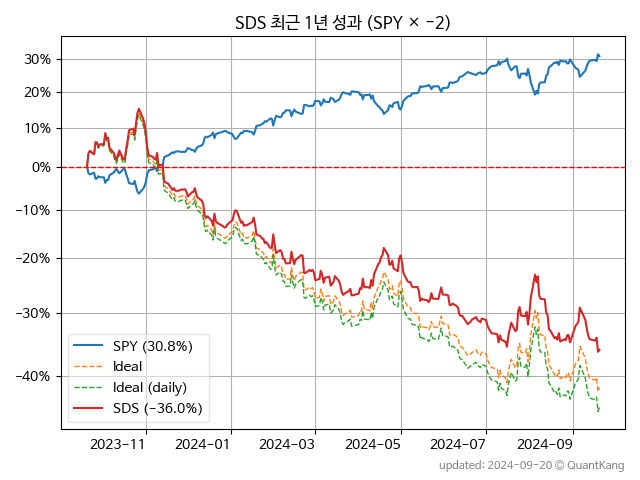 SDS 최근 1년 성과 (SPY × −2)
30%
20%
10%
0%
−10%
−20%
−30%
−40%
SPY (30.8%)
Ideal
Ideal (daily)
SDS (−36.0%)
2023−11
2024−01
2024−03
2024−05
2024−07
2024−09
updated: 2024-09-20 © QuantKang